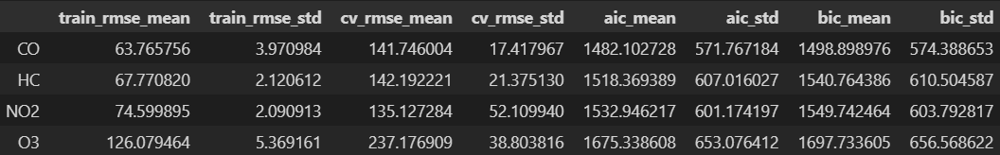 train_rmse_mean train_rmse_std cv_rmse_mean cv_rmse_std aic_mean aic_std bic_mean bic_std
CO 63.765756 3.970984 141.746004 17.417967 1482.102728 571.767184 1498.898976 574.388653
HC 67.770820 2.120612 142.192221 21.375130 1518.369389 607.016027 1540.764386 610.504587
NO2 74.599895 2.090913 135.127284 52.109940 1532.946217 601.174197 1549.742464 603.792817
O3 126.079464 5.369161 237.176909 38.803816 1675.338608 653.076412 1697.733605 656.568622